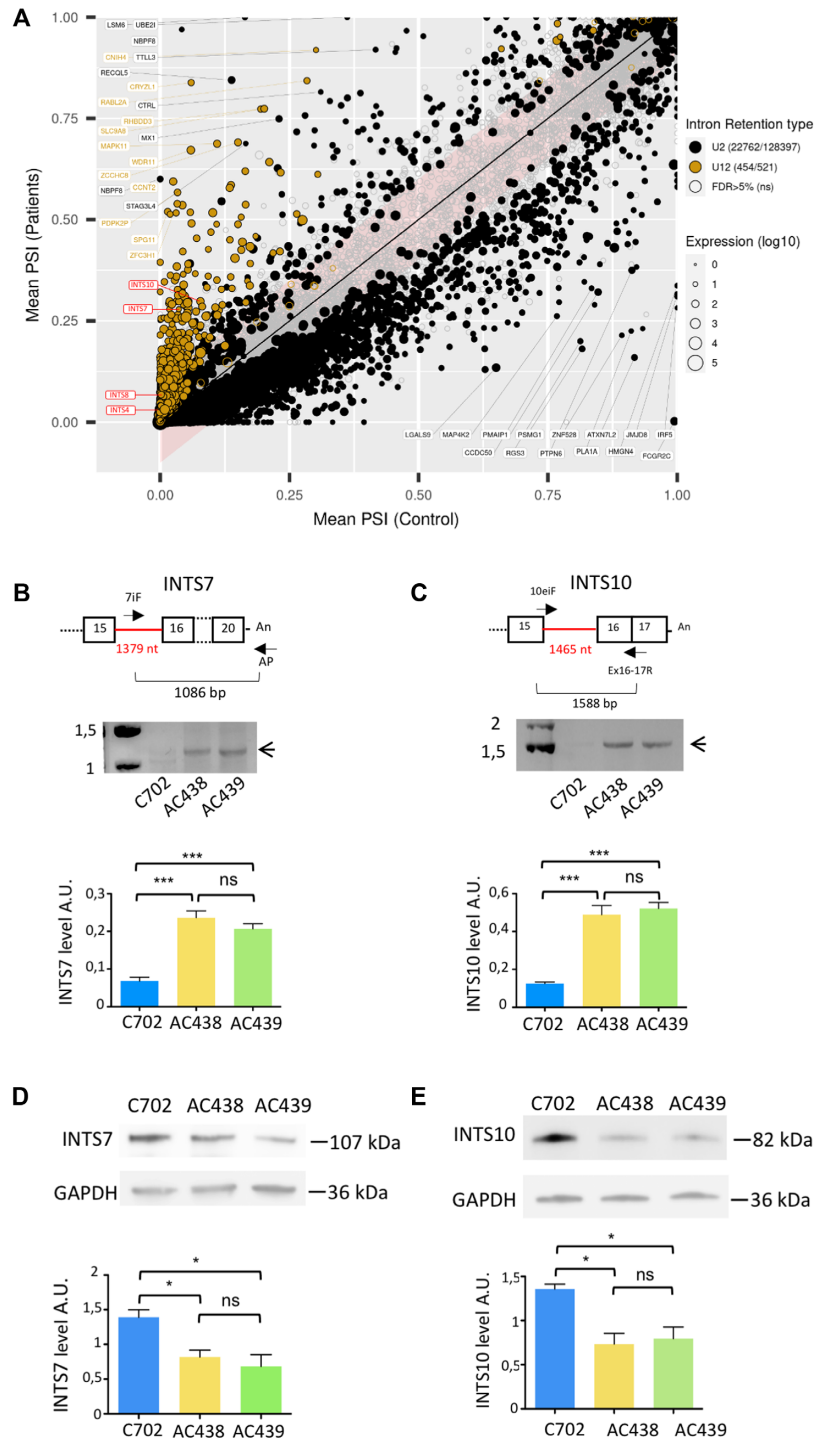 A
1.00
0.75
0.50
0.25
0.00
Mean PSI (Patients)
LSM6
UBE2I
NBPF8
CNIH4
TTLL3
RECQL5
CRYZL1
RABL2A
CTRL
RHBDD3
SLC9A9
MX1
MAPK11
WDR11
ZCCHC8
CCNT2
NBPF8
STAG3L4
PDPK2P
SPG11
ZFC3H1
INTS10
INTS7
INTS8
INTS4
LGALS9
MAP4K2
PMAIP1
PSMG1
ZNF528
ATXN7L2
JMJD8
IRF5
CCDC50
RGS3
PTPN6
PLA1A
HMGN4
FCGR2C
0.00
0.25
0.50
0.75
1.00
Mean PSI (Control)
Intron Retention type
U2 (22762/128397)
U12 (454/521)
FDR>5% (ns)
Expression (log10)
0
1
2
3
4
5
B
INTS7
7iF
15
16
20
An
1379 nt
AP
1086 bp
1,5
1
C702
AC438
AC439
***
***
ns
0,3
0,2
0,1
0
INTS7 level A.U.
C702 AC438 AC439
C
INTS10
10eiF
15
16
17
An
1465 nt
Ex16-17R
1588 bp
2
1,5
C702
AC438
AC439
***
***
ns
0,6
0,4
0,2
0
INTS10 level A.U.
C702 AC438 AC439
D
C702 AC438 AC439
INTS7
107 kDa
GAPDH
36 kDa
*
*
ns
2
1,5
1
0,5
0
INTS7 level A.U.
C702 AC438 AC439
E
C702 AC438 AC439
INTS10
82 kDa
GAPDH
36 kDa
*
*
ns
1,5
1
0,5
0
INTS10 level A.U.
C702 AC438 AC439